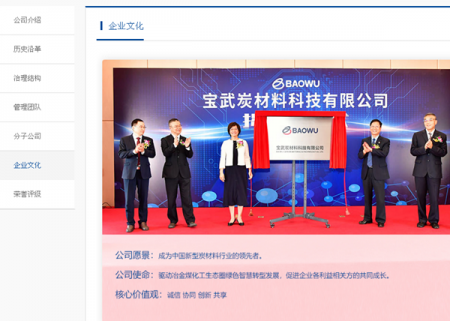 公司介绍
历史沿革
治理结构
管理团队
分子公司
企业文化
荣誉评级
企业文化
BAOWU
宝武炭材料科技有限公司
BAOWU
宝武炭材料科技有限公司
公司愿景：成为中国新型炭材料行业的领先者。
公司使命：驱动冶金煤化工生态圈绿色智慧转型发展，促进企业各利益相关方的共同成长。
核心价值观：诚信 协同 创新 共享